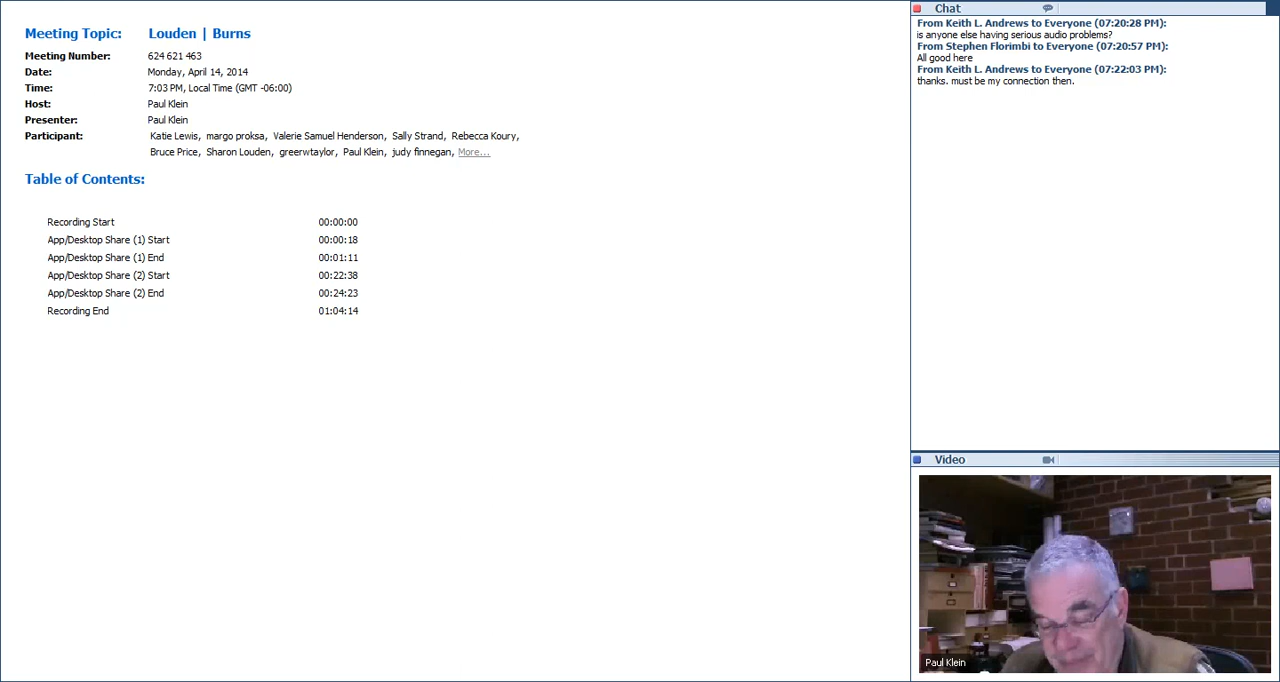 Meeting Topic: Louden | Burns
Meeting Number: 624 621 463
Date: Monday, April 14, 2014
Time: 7:03 PM, Local Time (GMT -06:00)
Host: Paul Klein
Presenter: Paul Klein
Participant: Katie Lewis, margo proksa, Valerie Samuel Henderson, Sally Strand, Rebecca Koury,
Bruce Price, Sharon Louden, greerwtaylor, Paul Klein, judy finnegan, More...
Table of Contents:
Recording Start 00:00:00
App/Desktop Share (1) Start 00:00:18
App/Desktop Share (1) End 00:01:11
App/Desktop Share (2) Start 00:22:38
App/Desktop Share (2) End 00:24:23
Recording End 01:04:14
Chat
From Keith L. Andrews to Everyone (07:20:28 PM):
is anyone else having serious audio problems?
From Stephen Florimbi to Everyone (07:20:57 PM):
All good here
From Keith L. Andrews to Everyone (07:22:03 PM):
thanks. must be my connection then.
Video
Paul Klein